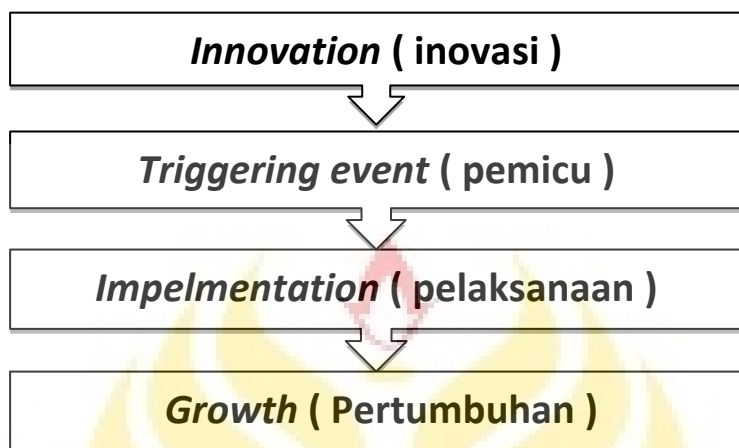 Innovation ( inovasi )
Triggering event ( pemicu )
Impelmentation ( pelaksanaan )
Growth ( Pertumbuhan )